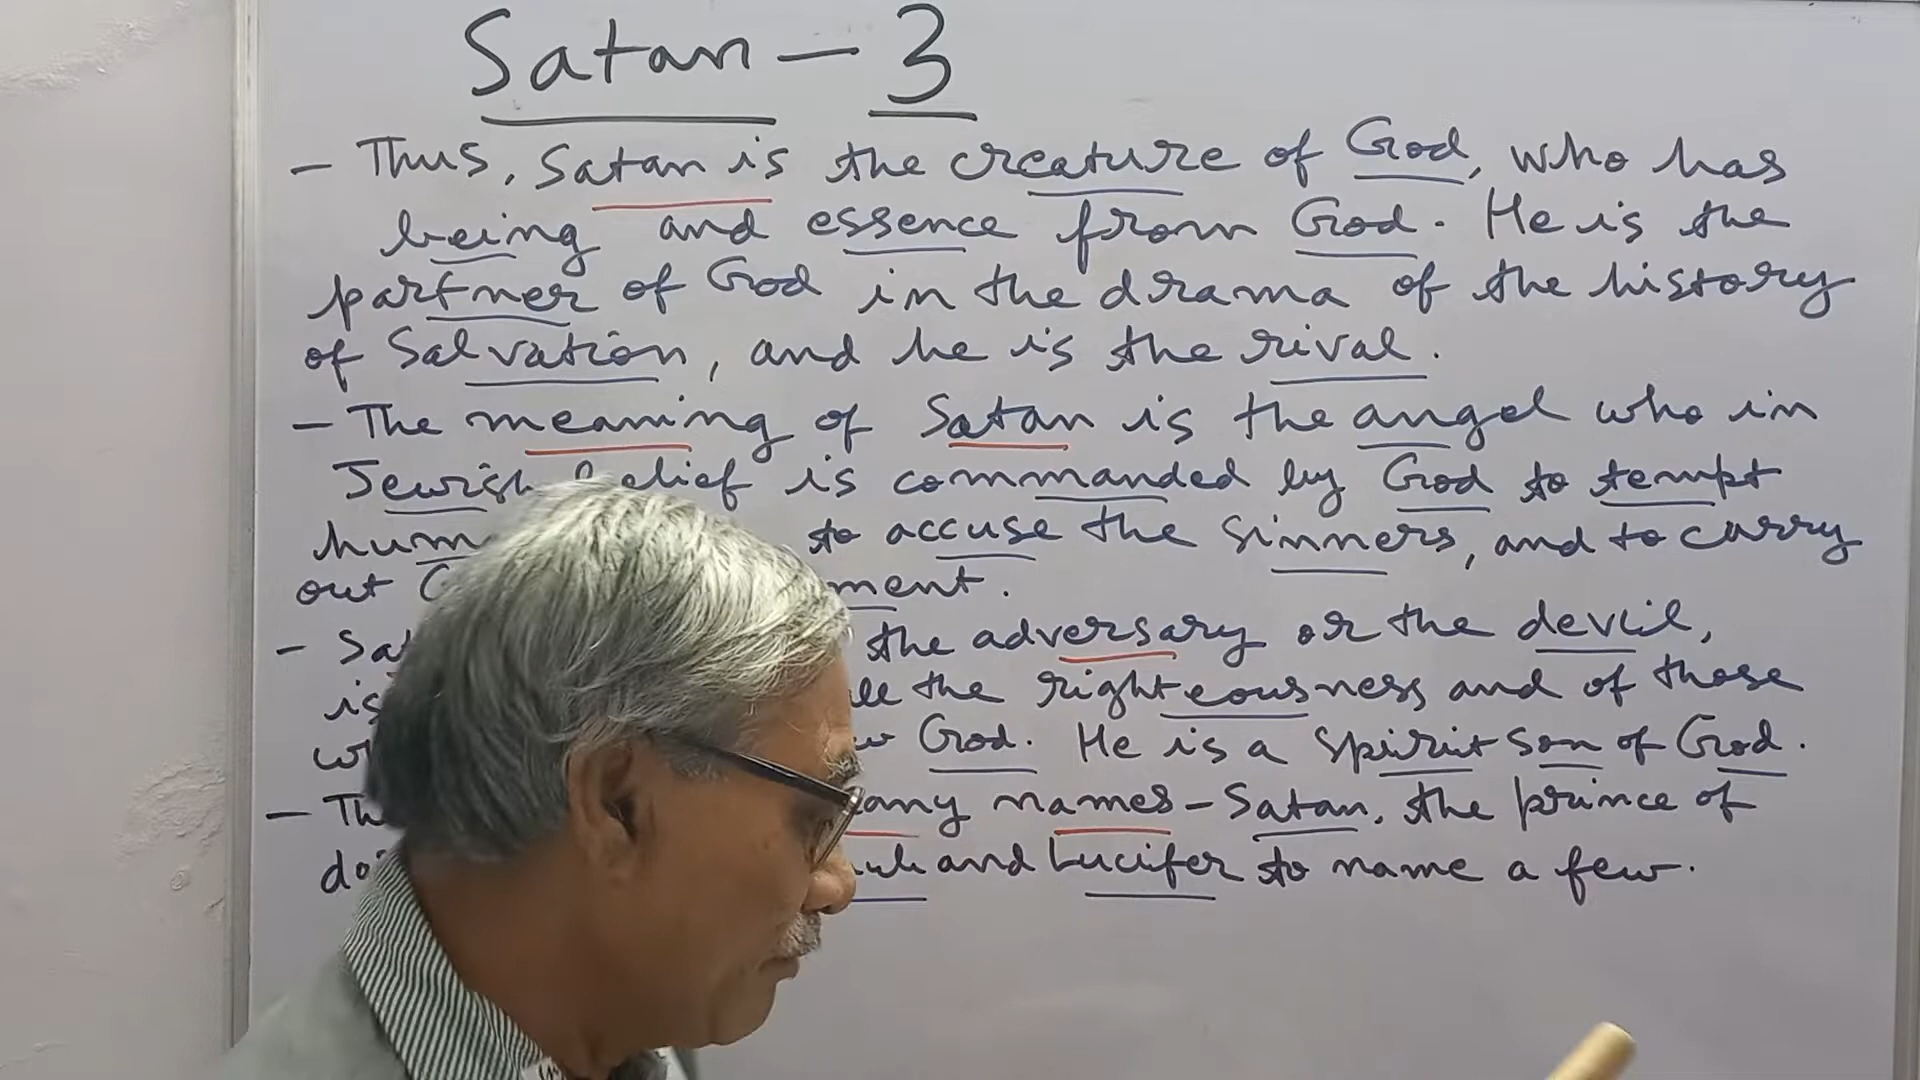 Satan - 3
- Thus, Satan is the creature of God, who has
being and essence from God. He is the
partner of God in the drama of the history
of Salvation, and he is the rival.
- The meaning of Satan is the angel who in
Jewish belief is commanded by God to tempt
to accuse the sinners, and to carry
out
- the adversary or the devil,
is the righteousness and of those
God. He is a spirit son of God.
- names - Satan, the prince of
and Lucifer to name a few.